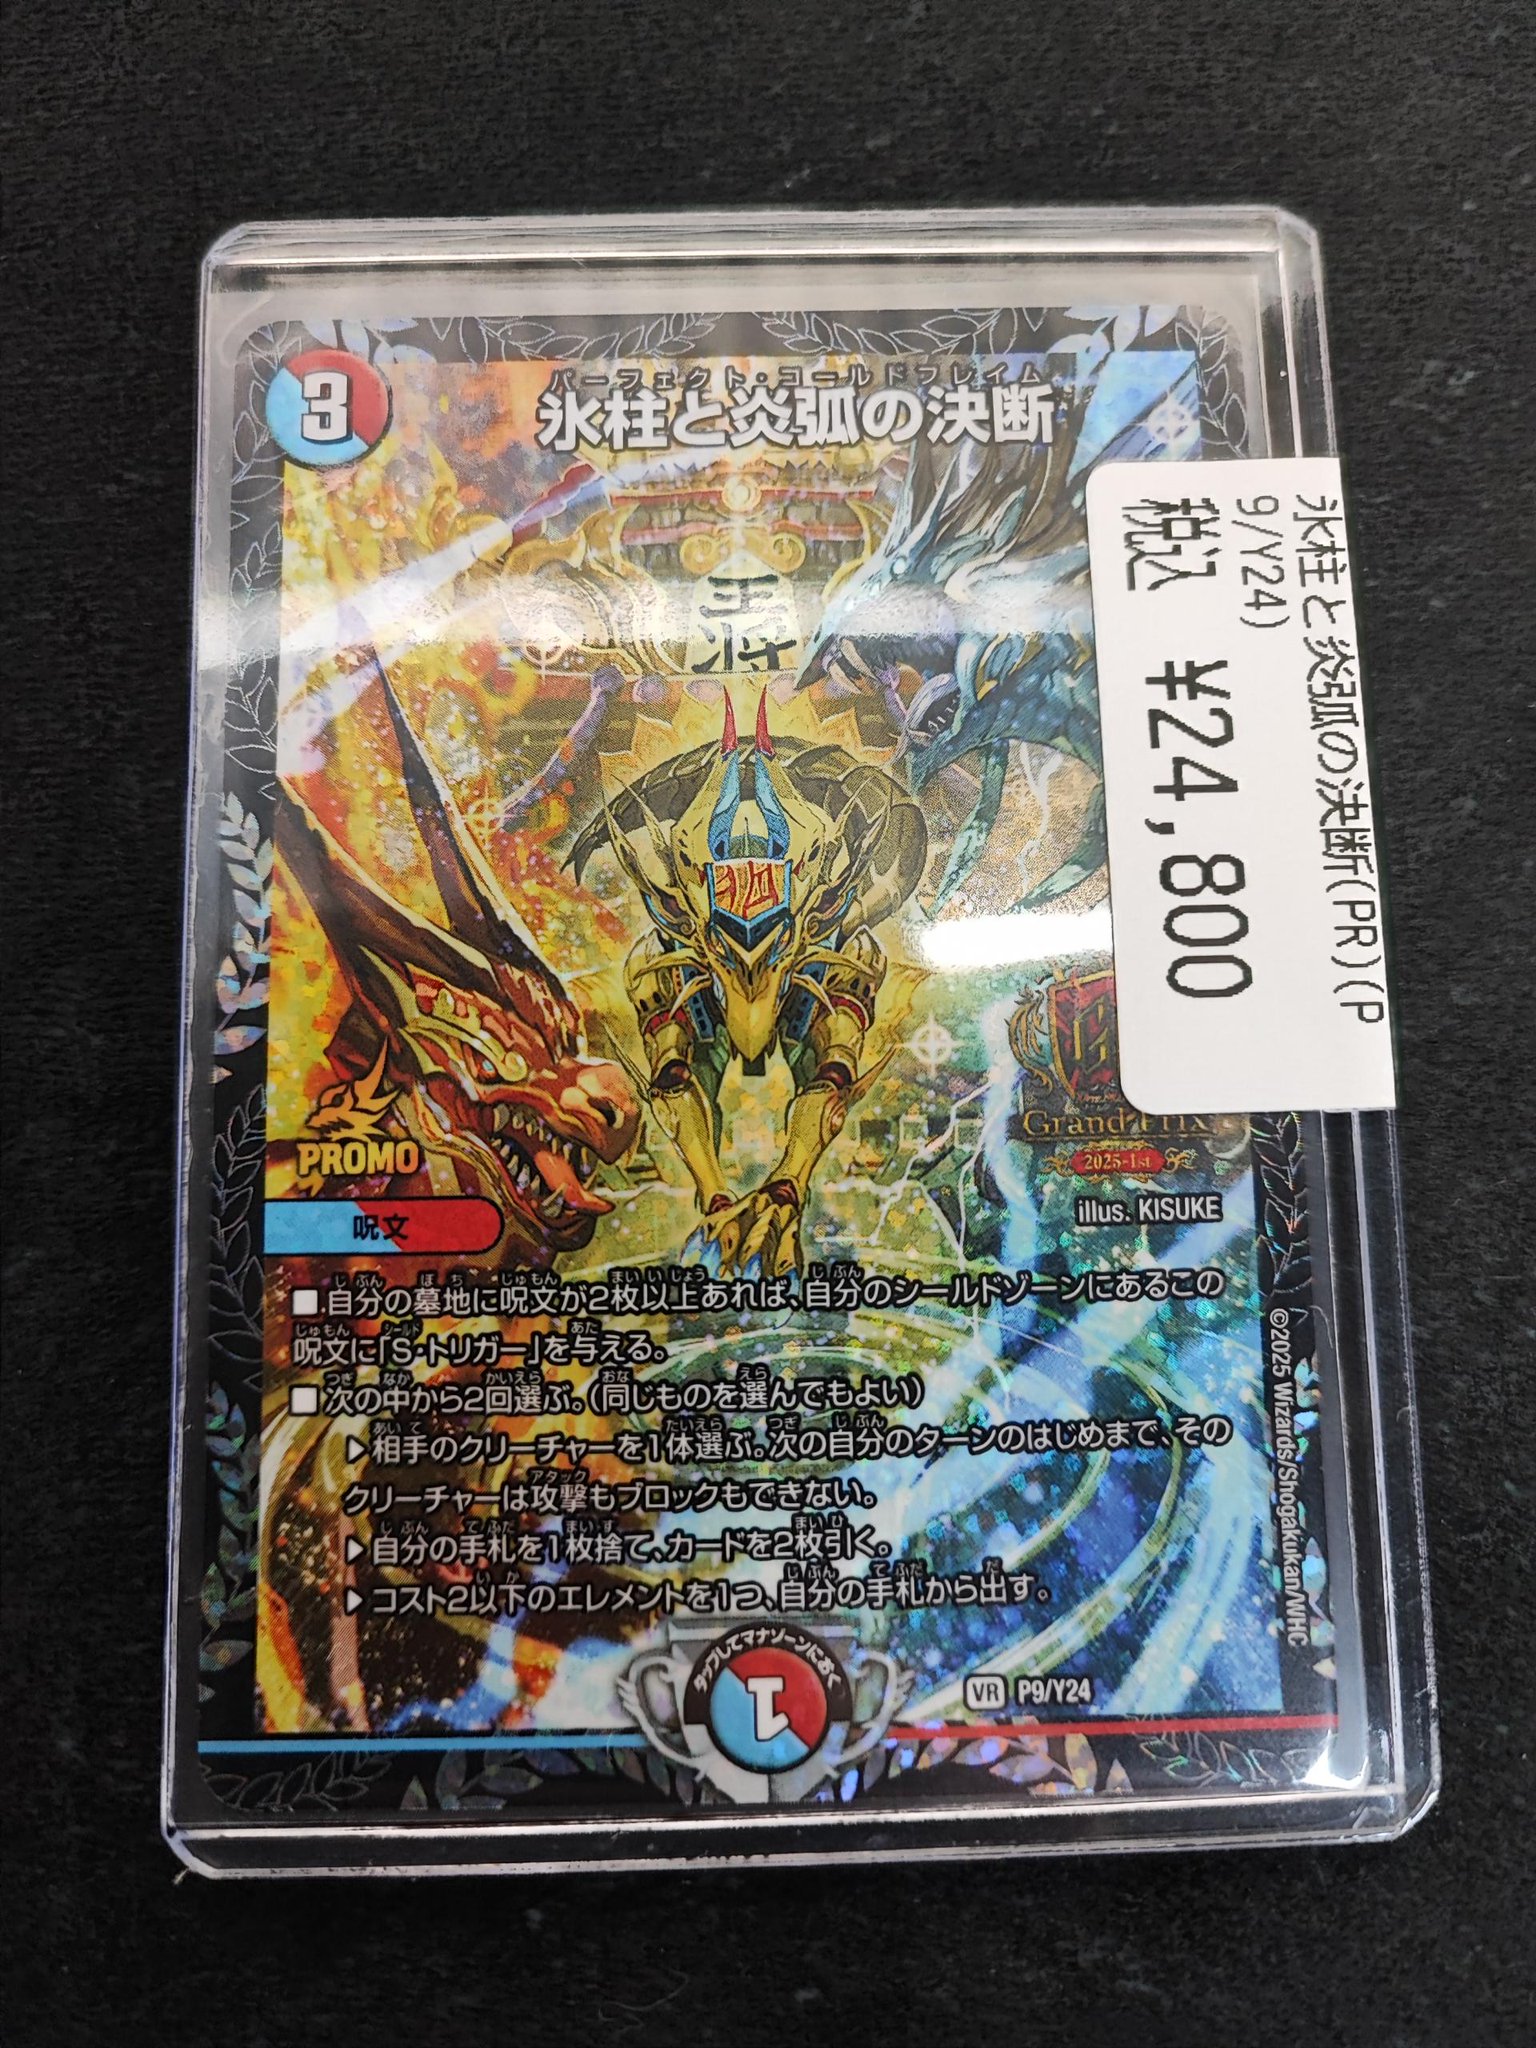 3
パーフェクト・コールドフレイム
氷柱と炎弧の決断
王将
氷柱と炎弧の決断(PR)(P
9/Y24)
税込 ¥24,800
Grand Prix
2025-1st
PROMO
呪文
illus. KISUKE
■自分の墓地に呪文が2枚以上あれば、自分のシールドゾーンにあるこの
呪文に「S・トリガー」を与える。
■次の中から2回選ぶ。(同じものを選んでもよい)
▶相手のクリーチャーを1体選ぶ。次の自分のターンのはじめまで、その
クリーチャーは攻撃もブロックもできない。
▶自分の手札を1枚捨て、カードを2枚引く。
▶コスト2以下のエレメントを1つ、自分の手札から出す。
タップしてマナゾーンにおく
1
VR P9/Y24
©2025 Wizards/Shogakukan/WHC